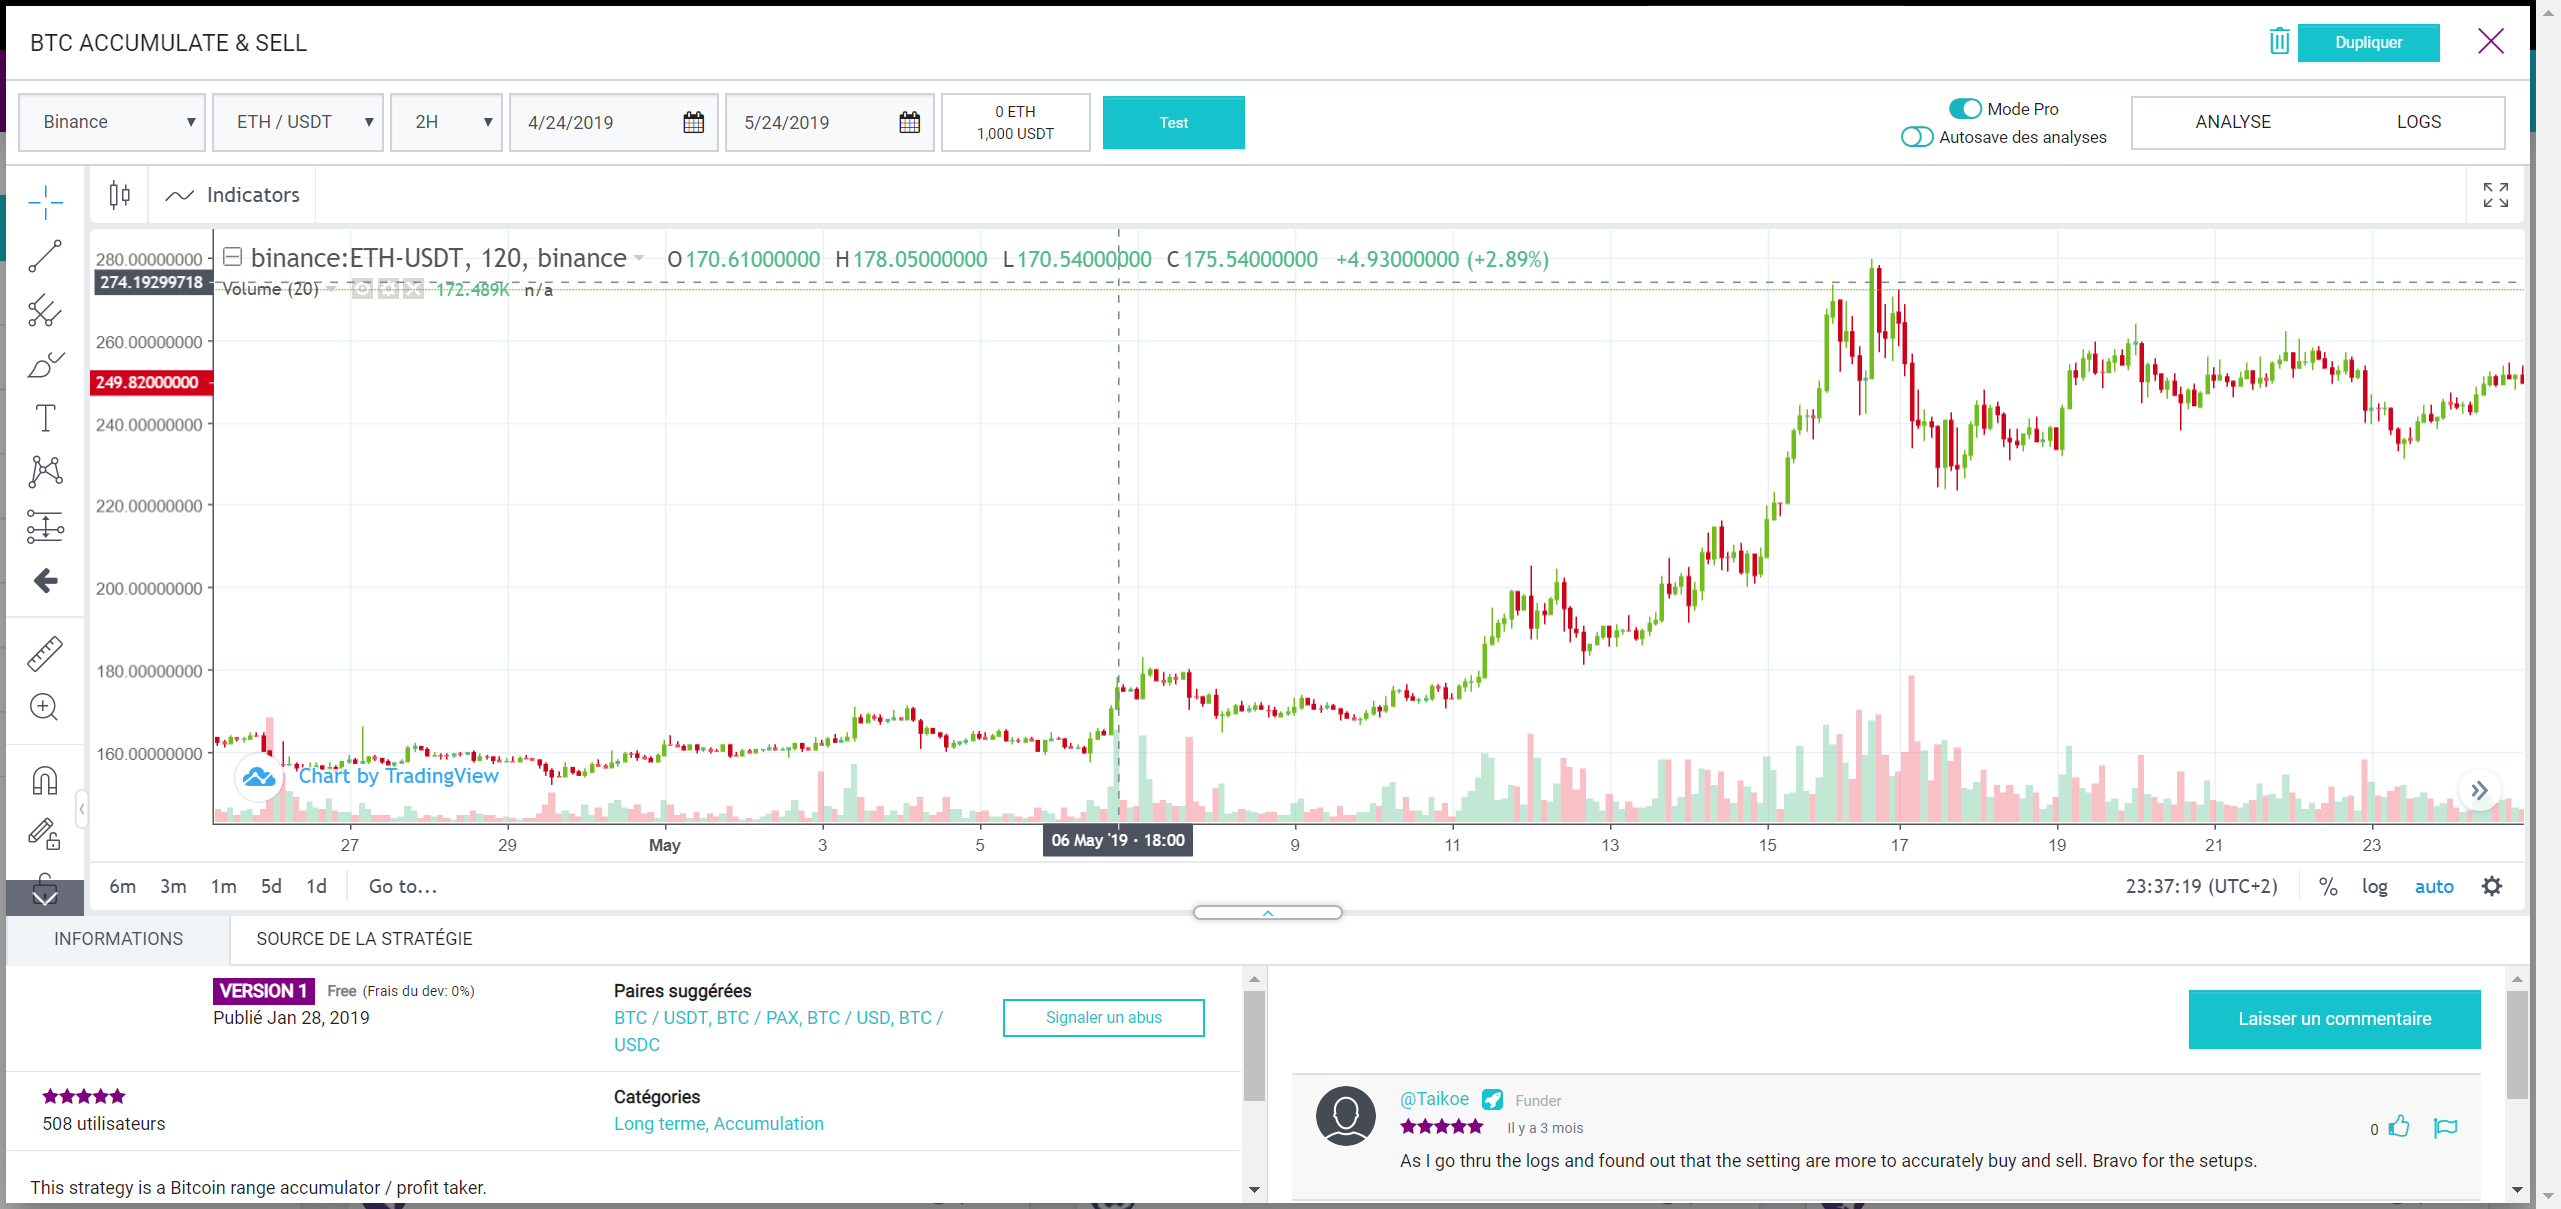 BTC ACCUMULATE & SELL
Dupliquer
Binance
ETH / USDT
2H
4/24/2019
5/24/2019
0 ETH
1,000 USDT
Test
Mode Pro
Autosave des analyses
ANALYSE
LOGS
Indicators
binance:ETH-USDT, 120, binance
O170.61000000 H178.05000000 L170.54000000 C175.54000000 +4.93000000 (+2.89%)
Volume (20)
172.489K n/a
280.00000000
274.19299718
260.00000000
249.82000000
240.00000000
220.00000000
200.00000000
180.00000000
160.00000000
Chart by TradingView
27
29
May
3
5
06 May '19 · 18:00
9
11
13
15
17
19
21
23
6m 3m 1m 5d 1d Go to...
23:37:19 (UTC+2) % log auto
INFORMATIONS
SOURCE DE LA STRATÉGIE
VERSION 1 Free (Frais du dev: 0%)
Publié Jan 28, 2019
Paires suggérées
BTC / USDT, BTC / PAX, BTC / USD, BTC /
USDC
Signaler un abus
508 utilisateurs
Catégories
Long terme, Accumulation
This strategy is a Bitcoin range accumulator / profit taker.
Laisser un commentaire
@Taikoe Funder
Il y a 3 mois
0
As I go thru the logs and found out that the setting are more to accurately buy and sell. Bravo for the setups.